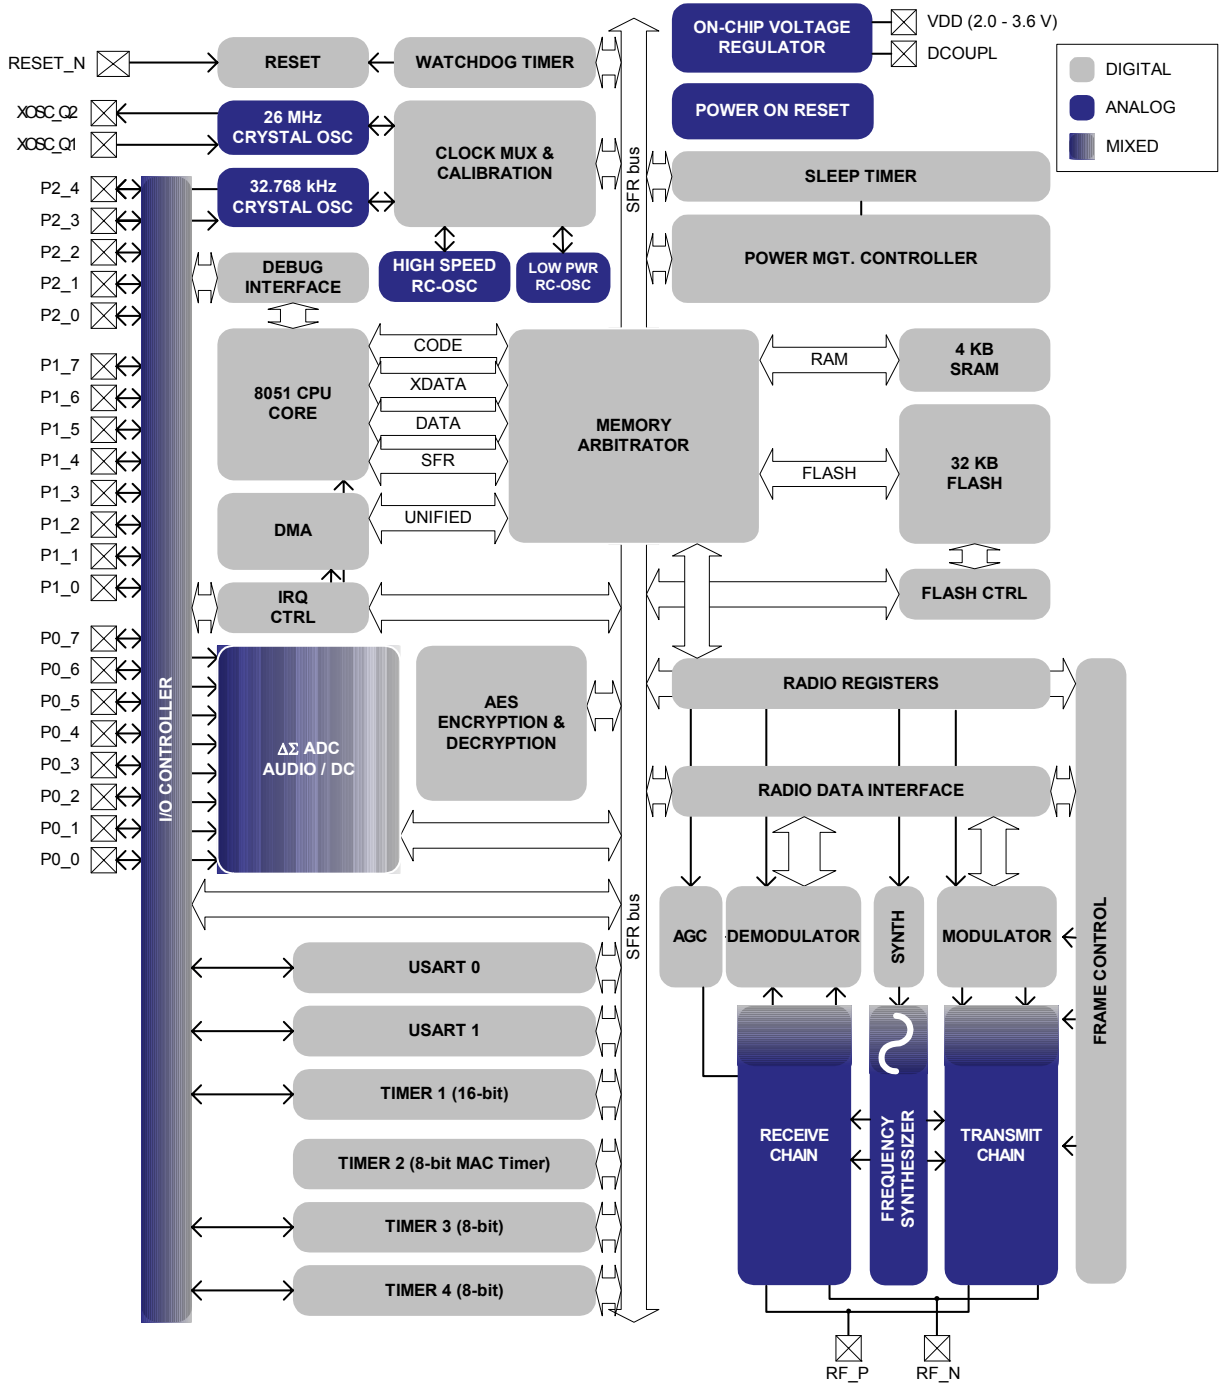 ON-CHIP VOLTAGE
REGULATOR
VDD (2.0 - 3.6 V)
DCOUPL
DIGITAL
ANALOG
MIXED
RESET_N
RESET
WATCHDOG TIMER
POWER ON RESET
XOSC_Q2
XOSC_Q1
26 MHz
CRYSTAL OSC
CLOCK MUX &
CALIBRATION
SFR bus
SLEEP TIMER
32.768 kHz
CRYSTAL OSC
P2_4
P2_3
P2_2
P2_1
P2_0
DEBUG
INTERFACE
HIGH SPEED
RC-OSC
LOW PWR
RC-OSC
POWER MGT. CONTROLLER
P1_7
P1_6
P1_5
P1_4
P1_3
P1_2
P1_1
P1_0
8051 CPU
CORE
CODE
XDATA
DATA
SFR
UNIFIED
MEMORY
ARBITRATOR
RAM
4 KB
SRAM
FLASH
32 KB
FLASH
DMA
IRQ
CTRL
FLASH CTRL
P0_7
P0_6
P0_5
P0_4
P0_3
P0_2
P0_1
P0_0
I/O CONTROLLER
ΔΣ ADC
AUDIO / DC
AES
ENCRYPTION &
DECRYPTION
RADIO REGISTERS
RADIO DATA INTERFACE
SFR bus
AGC
DEMODULATOR
SYNTH
MODULATOR
FRAME CONTROL
USART 0
USART 1
TIMER 1 (16-bit)
TIMER 2 (8-bit MAC Timer)
TIMER 3 (8-bit)
TIMER 4 (8-bit)
RECEIVE
CHAIN
FREQUENCY
SYNTHESIZER
TRANSMIT
CHAIN
RF_P
RF_N